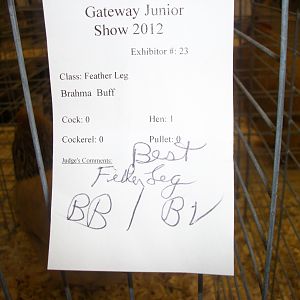 Gateway Junior
Show 2012
Exhibitor #: 23
Class: Feather Leg
Brahma Buff
Cock: 0 Hen: 1
Cockerel: 0 Pullet: 0
Judge's Comments: Best
Feather Leg
BB / BV